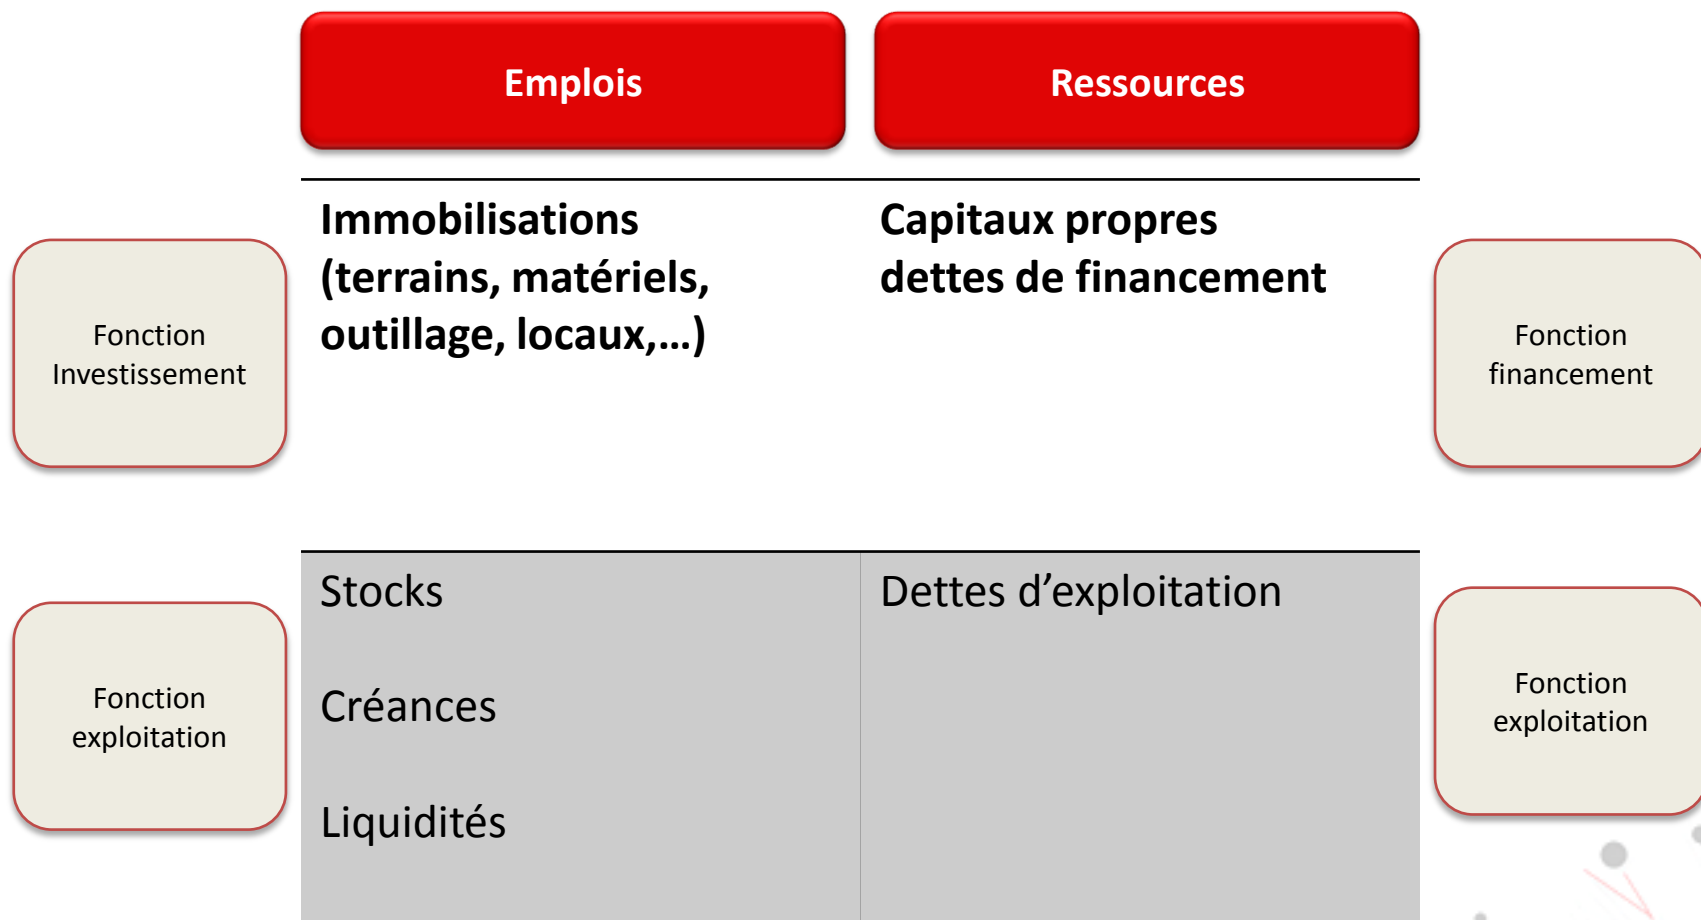 Emplois
Ressources
Immobilisations
(terrains, matériels,
outillage, locaux,...)
Capitaux propres
dettes de financement
Fonction
Investissement
Fonction
financement
Stocks
Créances
Liquidités
Dettes d’exploitation
Fonction
exploitation
Fonction
exploitation